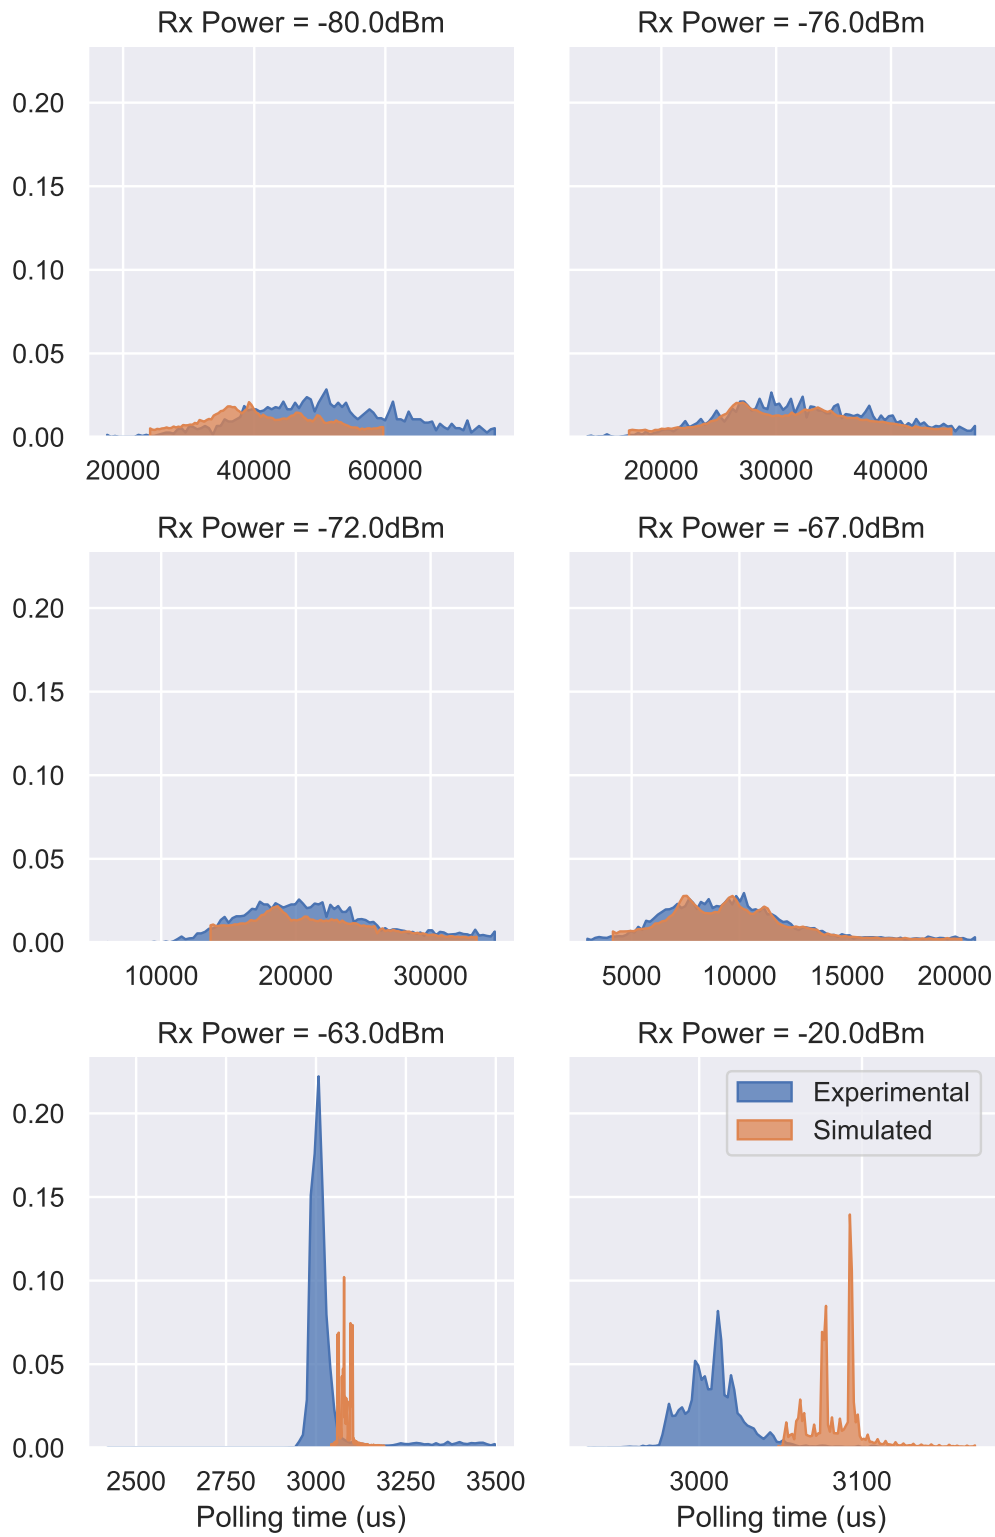 Rx Power = -80.0dBm
Rx Power = -76.0dBm
0.20
0.15
0.10
0.05
0.00
20000 40000 60000
20000 30000 40000
Rx Power = -72.0dBm
Rx Power = -67.0dBm
0.20
0.15
0.10
0.05
0.00
10000 20000 30000
5000 10000 15000 20000
Rx Power = -63.0dBm
Rx Power = -20.0dBm
0.20
0.15
0.10
0.05
0.00
Experimental
Simulated
2500 2750 3000 3250 3500
3000 3100
Polling time (us)
Polling time (us)